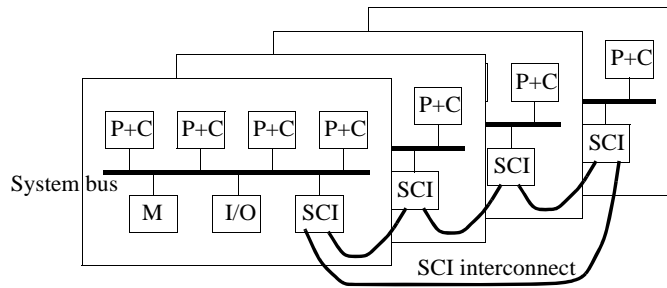 P+C
P+C P+C
P+C P+C P+C P+C
SCI
SCI
System bus
SCI
M I/O SCI
SCI interconnect